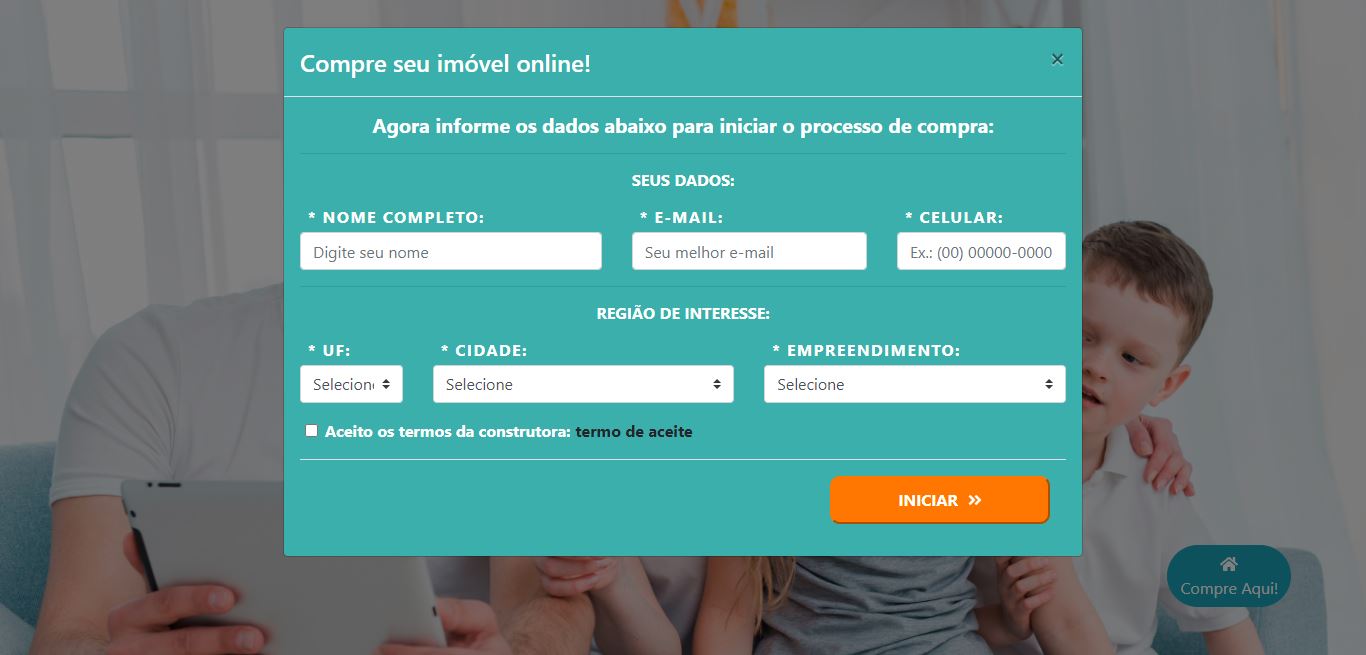 Compre seu imóvel online!
×
Agora informe os dados abaixo para iniciar o processo de compra:
SEUS DADOS:
* NOME COMPLETO: * E-MAIL: * CELULAR:
Digite seu nome Seu melhor e-mail Ex.: (00) 00000-0000
REGIÃO DE INTERESSE:
* UF: * CIDADE: * EMPREENDIMENTO:
Selecion Selecione Selecione
Aceito os termos da construtora: termo de aceite
INICIAR »
Compre Aqui!